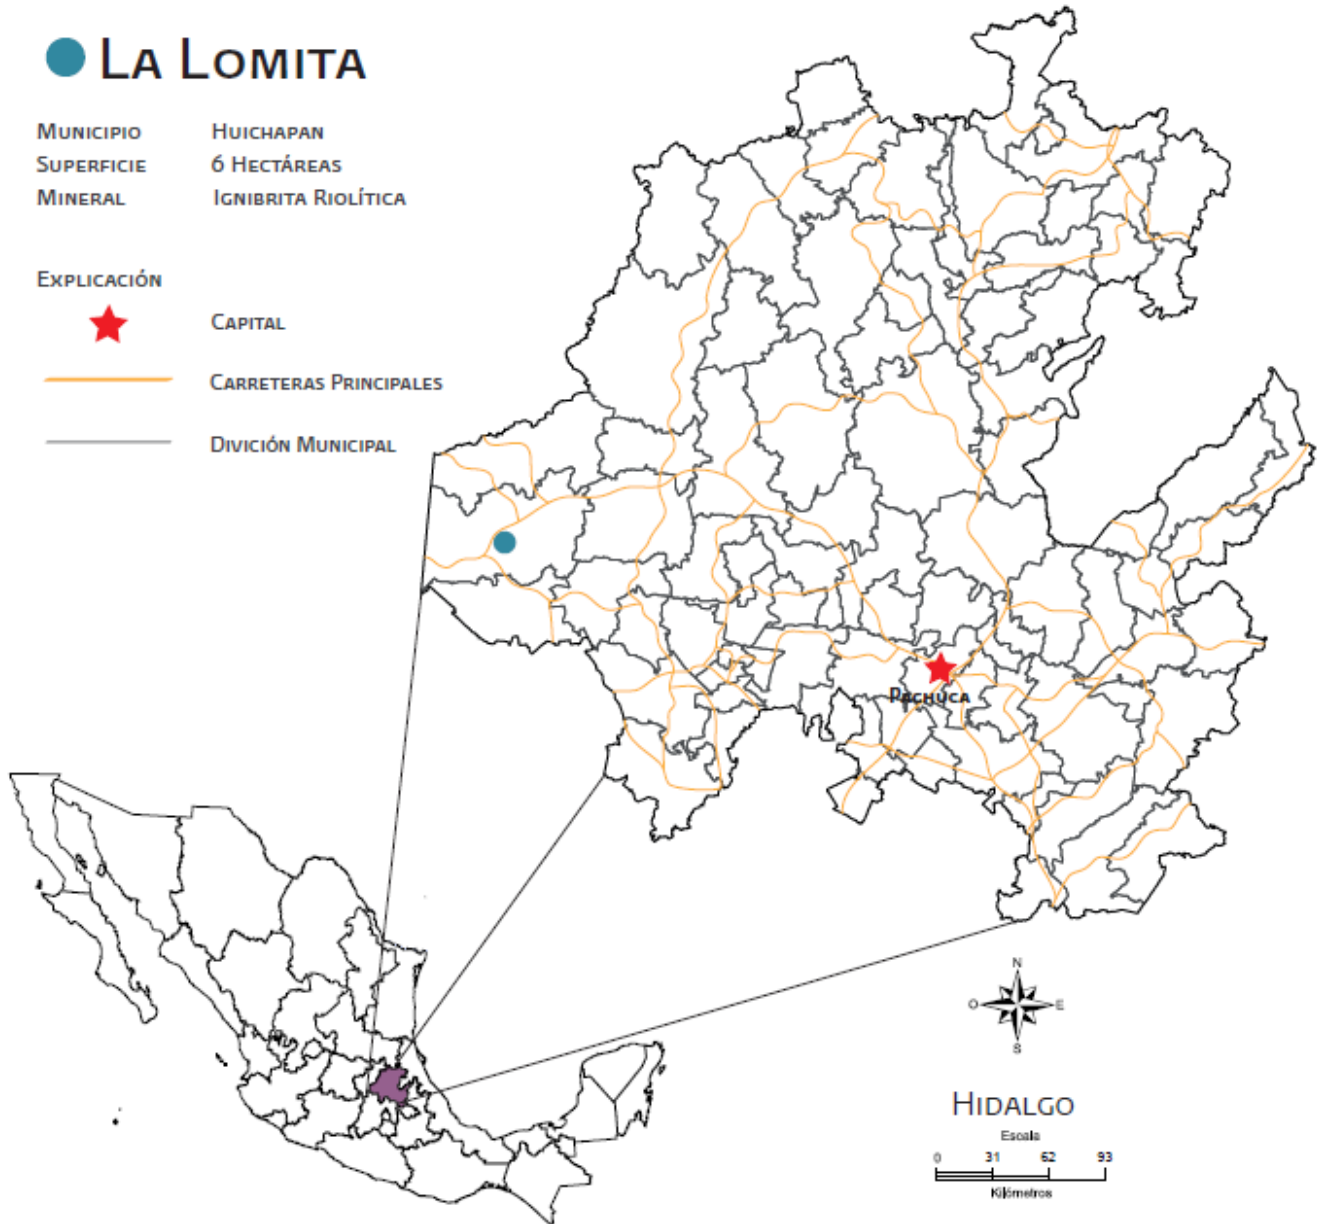 La Lomita
Municipio Huichapan
Superficie 6 Hectáreas
Mineral Ignibrita Riolítica
Explicación
Capital
Carreteras Principales
Divición Municipal
Pachuca
N
O E
S
Hidalgo
Escala
0 31 62 93
Kilómetros